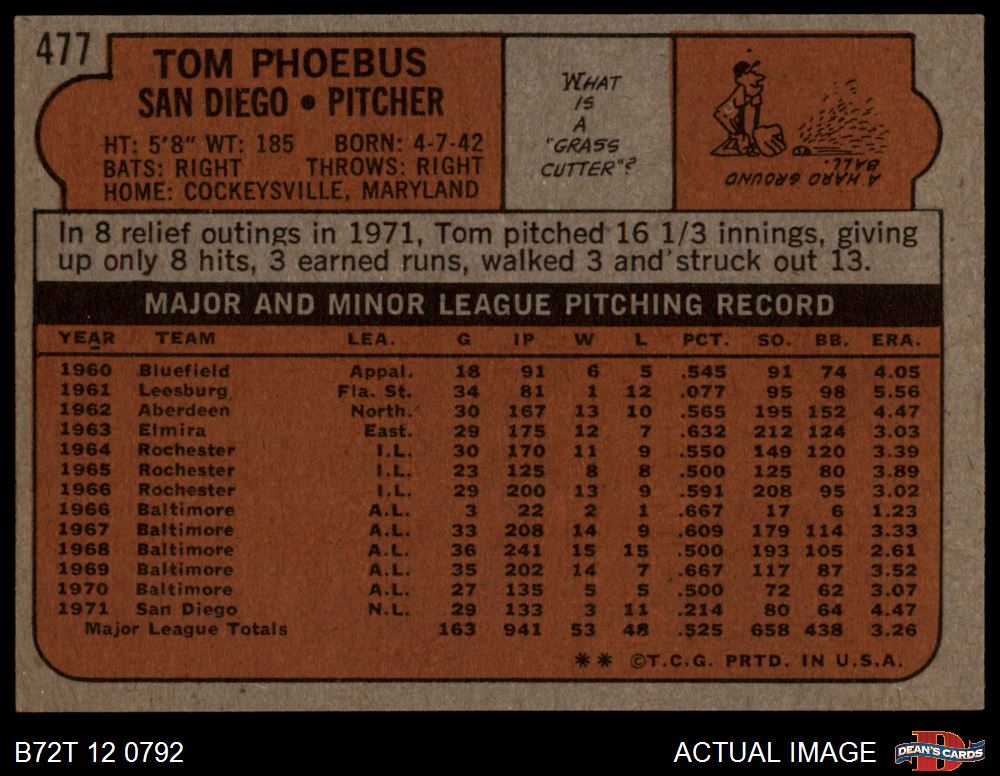 477
TOM PHOEBUS
SAN DIEGO • PITCHER
HT: 5'8" WT: 185 BORN: 4-7-42
BATS: RIGHT THROWS: RIGHT
HOME: COCKEYSVILLE, MARYLAND
WHAT
IS
A
"GRASS
CUTTER"?
A HARD GROUND
BALL.
In 8 relief outings in 1971, Tom pitched 16 1/3 innings, giving
up only 8 hits, 3 earned runs, walked 3 and struck out 13.
MAJOR AND MINOR LEAGUE PITCHING RECORD
YEAR TEAM LEA. G IP W L PCT. SO. BB. ERA.
1960 Bluefield Appal. 18 91 6 5 .545 91 74 4.05
1961 Leesburg Fla. St. 34 81 1 12 .077 95 98 5.56
1962 Aberdeen North. 30 167 13 10 .565 195 152 4.47
1963 Elmira East. 29 175 12 7 .632 212 124 3.03
1964 Rochester I.L. 30 170 11 9 .550 149 120 3.39
1965 Rochester I.L. 23 125 8 8 .500 125 80 3.89
1966 Rochester I.L. 29 200 13 9 .591 208 95 3.02
1966 Baltimore A.L. 3 22 2 1 .667 17 6 1.23
1967 Baltimore A.L. 33 208 14 9 .609 179 114 3.33
1968 Baltimore A.L. 36 241 15 15 .500 193 105 2.61
1969 Baltimore A.L. 35 202 14 7 .667 117 87 3.52
1970 Baltimore A.L. 27 135 5 5 .500 72 62 3.07
1971 San Diego N.L. 29 133 3 11 .214 80 64 4.47
Major League Totals 163 941 53 48 .525 658 438 3.26
** ©T.C.G. PRTD. IN U.S.A.
B72T 12 0792
ACTUAL IMAGE
DEAN'S CARDS